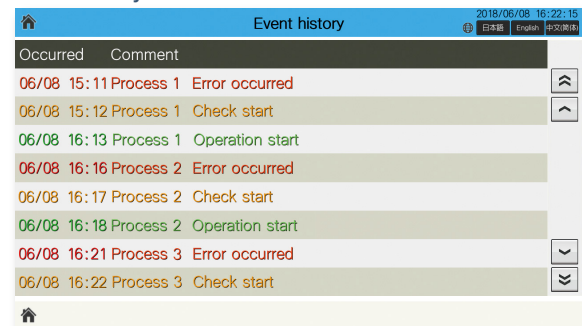 2018/06/08 16:22:15
Event history
日本語 English 中文(简体)
Occurred Comment
06/08 15:11 Process 1 Error occurred
06/08 15:12 Process 1 Check start
06/08 16:13 Process 1 Operation start
06/08 16:16 Process 2 Error occurred
06/08 16:17 Process 2 Check start
06/08 16:18 Process 2 Operation start
06/08 16:21 Process 3 Error occurred
06/08 16:22 Process 3 Check start